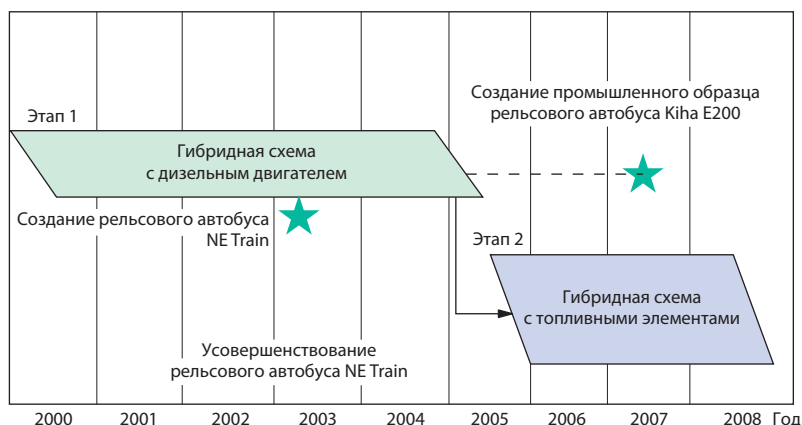 Этап 1
Создание промышленного образца
рельсового автобуса Kiha E200
Гибридная схема
с дизельным двигателем
Создание рельсового автобуса
NE Train
Этап 2
Гибридная схема
с топливными элементами
Усовершенствование
рельсового автобуса NE Train
2000 2001 2002 2003 2004 2005 2006 2007 2008 Год